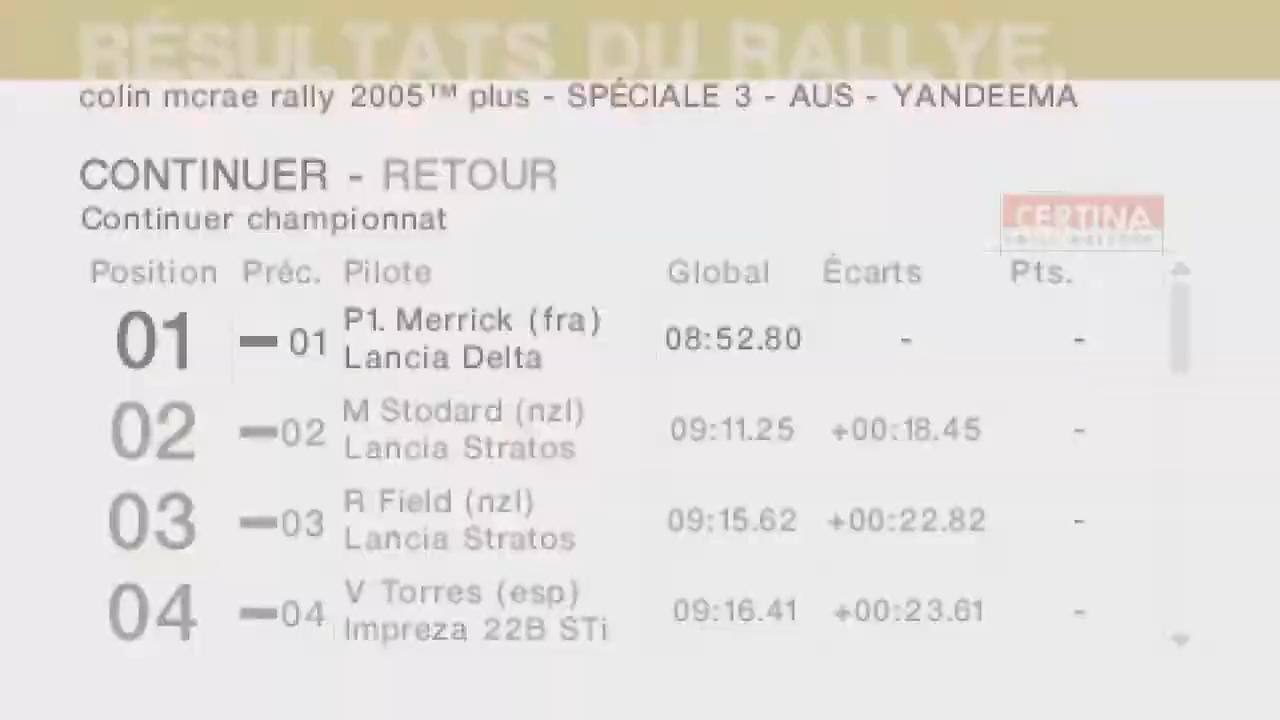 RÉSULTATS DU RALLYE.
colin mcrae rally 2005™ plus - SPÉCIALE 3 - AUS - YANDEEMA
CONTINUER - RETOUR
Continuer championnat
CERTINA
Position Préc. Pilote Global Écarts Pts.
01 01 P1. Merrick (fra) 08:52.80 - -
Lancia Delta
02 02 M Stodard (nzl) 09:11.25 +00:18.45 -
Lancia Stratos
03 03 R Field (nzl) 09:15.62 +00:22.82 -
Lancia Stratos
04 04 V Torres (esp) 09:16.41 +00:23.61 -
Impreza 22B STi